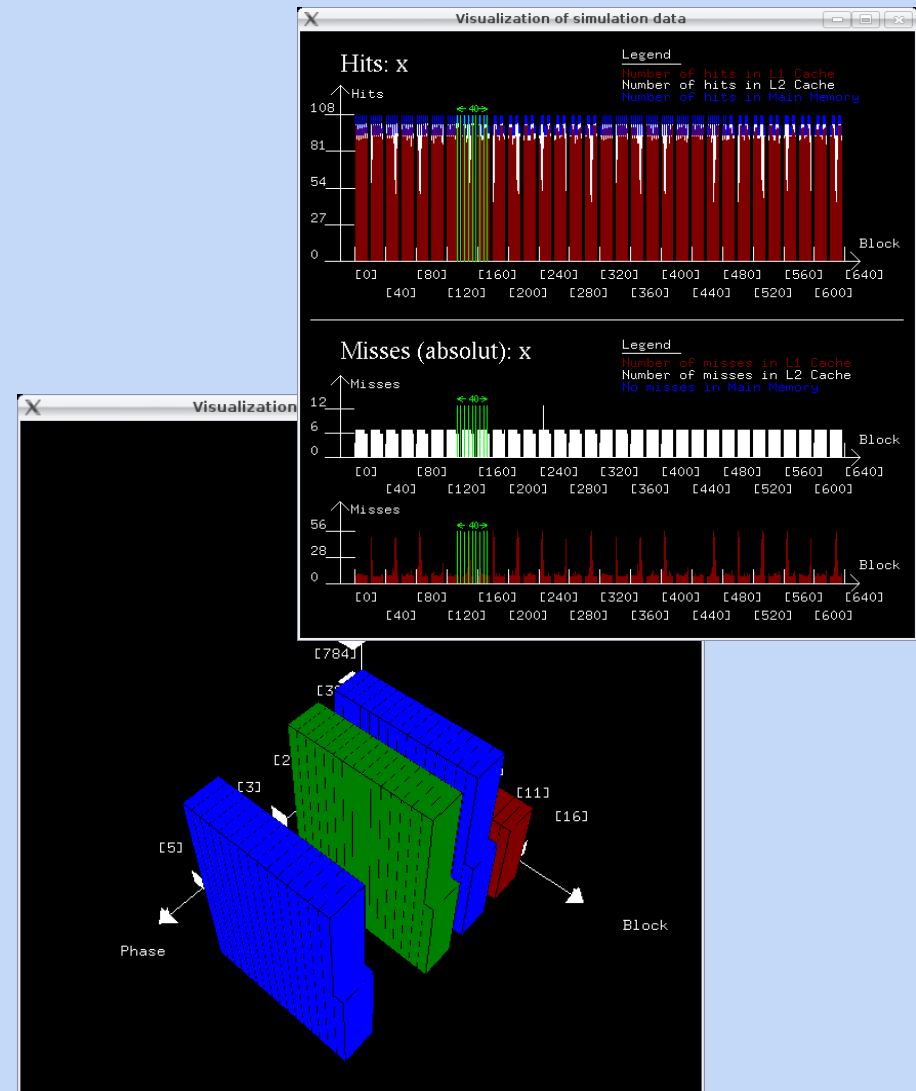 Visualization of simulation data
Hits: x
Legend
Number of hits in L1 Cache
Number of hits in L2 Cache
Number of hits in Main Memory
Hits
108
40
81
54
27
0
Block
[0] [80] [160] [240] [320] [400] [480] [560] [640]
[40] [120] [200] [280] [360] [440] [520] [600]
Misses (absolut): x
Legend
Number of misses in L1 Cache
Number of misses in L2 Cache
No misses in Main Memory
Misses
12
40
6
0
Block
[0] [80] [160] [240] [320] [400] [480] [560] [640]
[40] [120] [200] [280] [360] [440] [520] [600]
Misses
56
40
28
0
Block
[0] [80] [160] [240] [320] [400] [480] [560] [640]
[40] [120] [200] [280] [360] [440] [520] [600]
Visualization
[784]
[3] [11]
[16]
[5]
Block
Phase